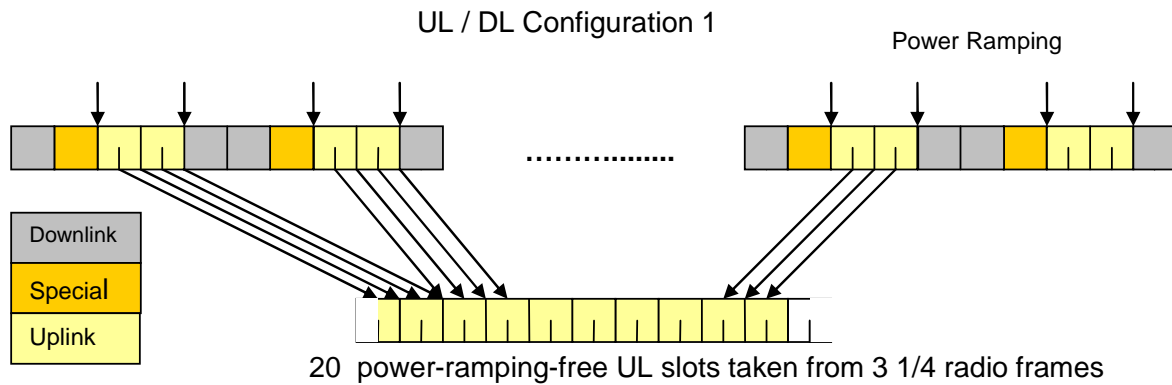 UL / DL Configuration 1
Power Ramping
………........
Downlink
Special
Uplink
20 power-ramping-free UL slots taken from 3 1/4 radio frames